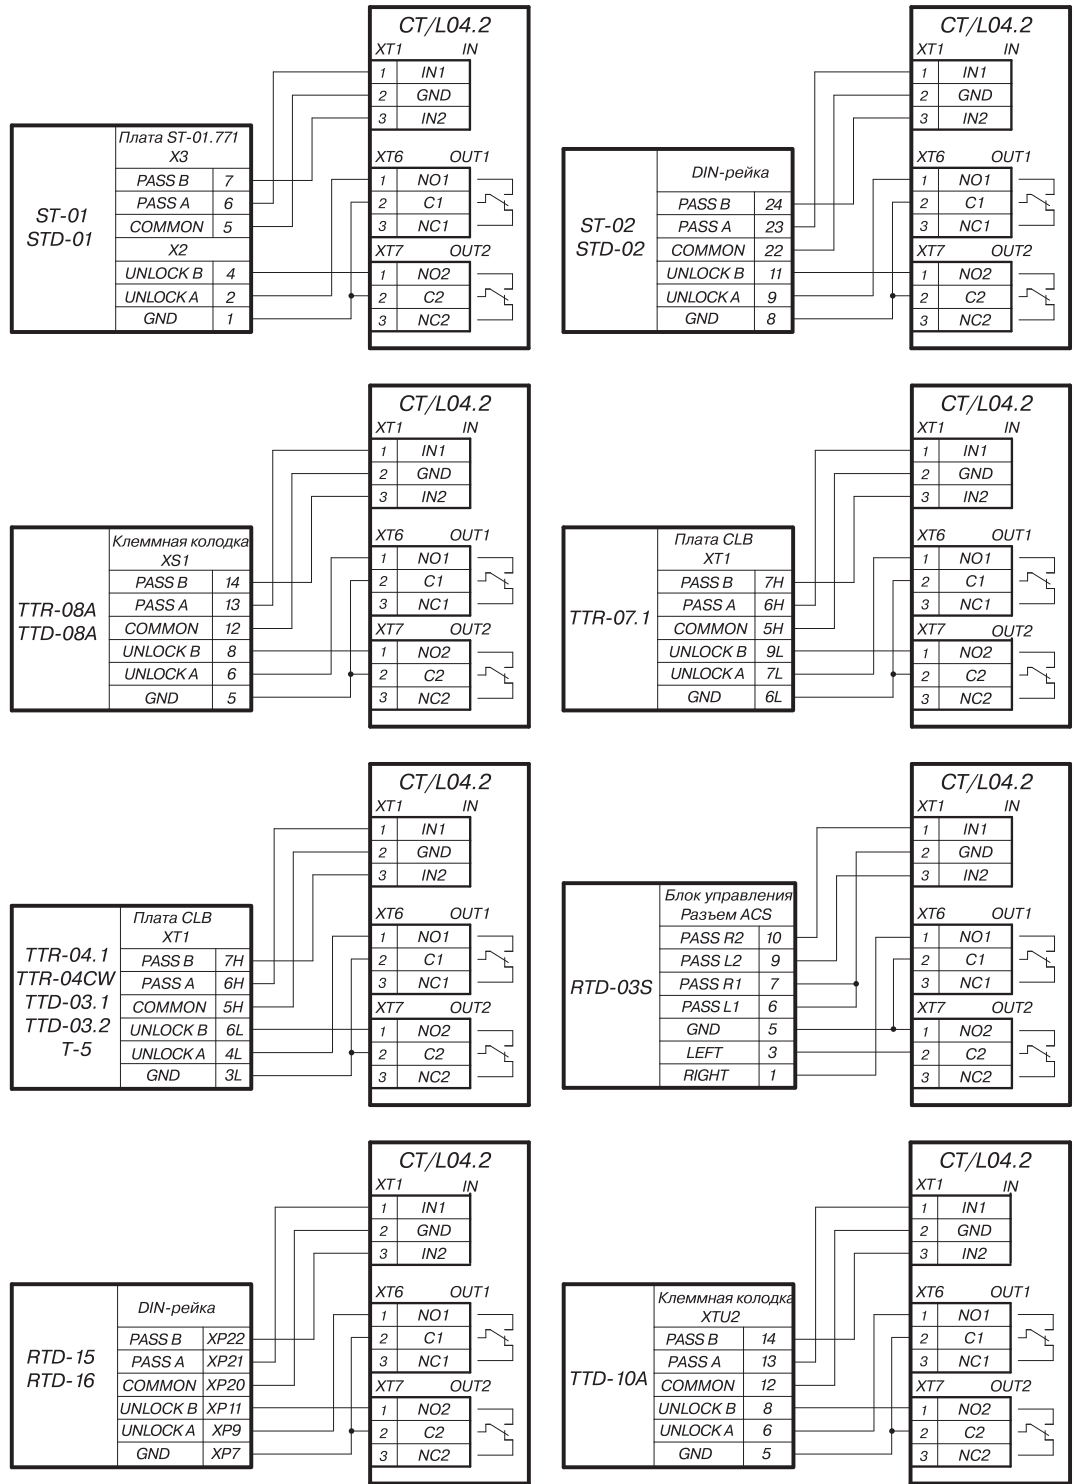 CT/L04.2
XT1 IN
1 IN1
2 GND
3 IN2
Плата ST-01.771
X3
XT6 OUT1
PASS B 7
1 NO1
PASS A 6
2 C1
ST-01
STD-01
COMMON 5
3 NC1
X2
XT7 OUT2
UNLOCK B 4
1 NO2
UNLOCK A 2
2 C2
GND 1
3 NC2
CT/L04.2
XT1 IN
1 IN1
2 GND
3 IN2
DIN-рейка
XT6 OUT1
1 NO1
PASS B 24
2 C1
ST-02
STD-02
PASS A 23
3 NC1
COMMON 22
XT7 OUT2
UNLOCK B 11
1 NO2
UNLOCK A 9
2 C2
GND 8
3 NC2
CT/L04.2
XT1 IN
1 IN1
2 GND
3 IN2
Клеммная колодка
XS1
XT6 OUT1
1 NO1
PASS B 14
2 C1
TTR-08A
TTD-08A
PASS A 13
3 NC1
COMMON 12
XT7 OUT2
UNLOCK B 8
1 NO2
UNLOCK A 6
2 C2
GND 5
3 NC2
CT/L04.2
XT1 IN
1 IN1
2 GND
3 IN2
Плата CLB
XT1
XT6 OUT1
1 NO1
PASS B 7H
2 C1
TTR-07.1
PASS A 6H
3 NC1
COMMON 5H
XT7 OUT2
UNLOCK B 9L
1 NO2
UNLOCK A 7L
2 C2
GND 6L
3 NC2
CT/L04.2
XT1 IN
1 IN1
2 GND
3 IN2
Плата CLB
XT1
XT6 OUT1
1 NO1
TTR-04.1
TTR-04CW
TTD-03.1
TTD-03.2
T-5
PASS B 7H
2 C1
PASS A 6H
3 NC1
COMMON 5H
XT7 OUT2
UNLOCK B 6L
1 NO2
UNLOCK A 4L
2 C2
GND 3L
3 NC2
CT/L04.2
XT1 IN
1 IN1
2 GND
3 IN2
Блок управления
Разъем ACS
XT6 OUT1
PASS R2 10
1 NO1
PASS L2 9
2 C1
RTD-03S
PASS R1 7
3 NC1
PASS L1 6
XT7 OUT2
GND 5
1 NO2
LEFT 3
2 C2
RIGHT 1
3 NC2
CT/L04.2
XT1 IN
1 IN1
2 GND
3 IN2
DIN-рейка
XT6 OUT1
1 NO1
PASS B XP22
2 C1
RTD-15
RTD-16
PASS A XP21
3 NC1
COMMON XP20
XT7 OUT2
UNLOCK B XP11
1 NO2
UNLOCK A XP9
2 C2
GND XP7
3 NC2
CT/L04.2
XT1 IN
1 IN1
2 GND
3 IN2
Клеммная колодка
XTU2
XT6 OUT1
1 NO1
PASS B 14
2 C1
TTD-10A
PASS A 13
3 NC1
COMMON 12
XT7 OUT2
UNLOCK B 8
1 NO2
UNLOCK A 6
2 C2
GND 5
3 NC2